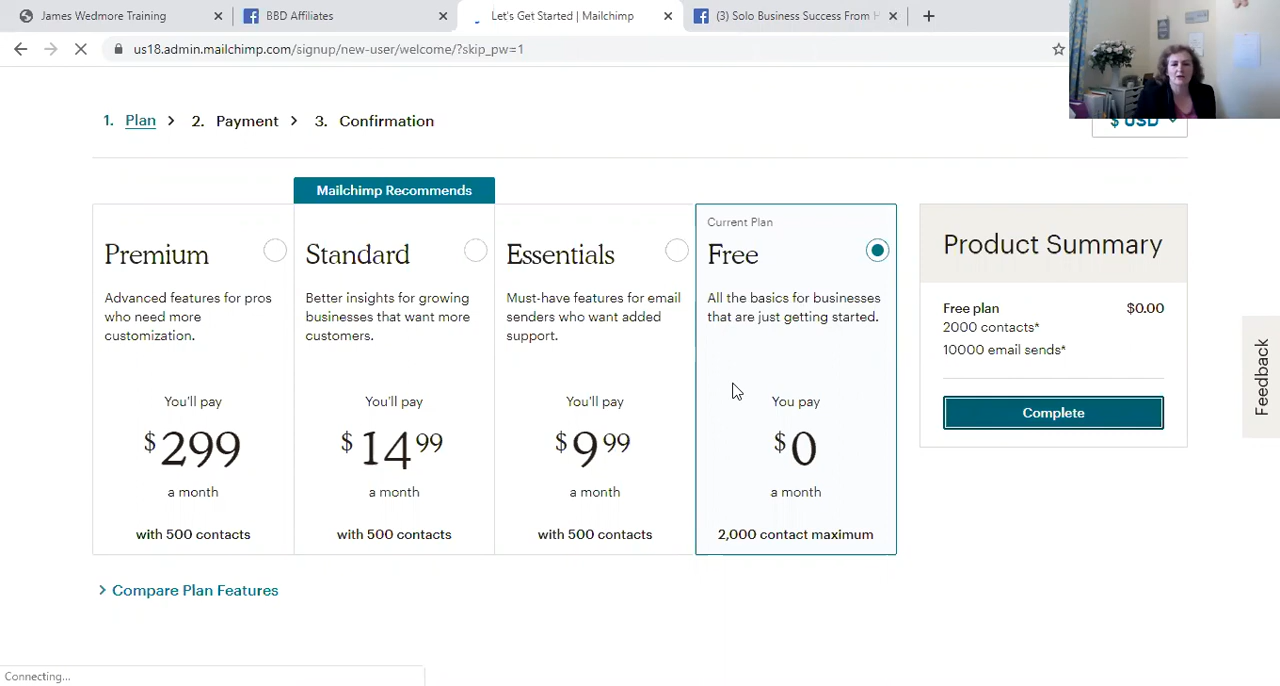 James Wedmore Training
BBD Affiliates
Let's Get Started | Mailchimp
(3) Solo Business Success From H
us18.admin.mailchimp.com/signup/new-user/welcome/?skip_pw=1
1. Plan 2. Payment 3. Confirmation
$ USD
Mailchimp Recommends
Premium
Advanced features for pros
who need more
customization.
You'll pay
$299
a month
with 500 contacts
Standard
Better insights for growing
businesses that want more
customers.
You'll pay
$14 99
a month
with 500 contacts
Essentials
Must-have features for email
senders who want added
support.
You'll pay
$9 99
a month
with 500 contacts
Current Plan
Free
All the basics for businesses
that are just getting started.
You pay
$0
a month
2,000 contact maximum
Product Summary
Free plan $0.00
2000 contacts*
10000 email sends*
Complete
Feedback
Compare Plan Features
Connecting...